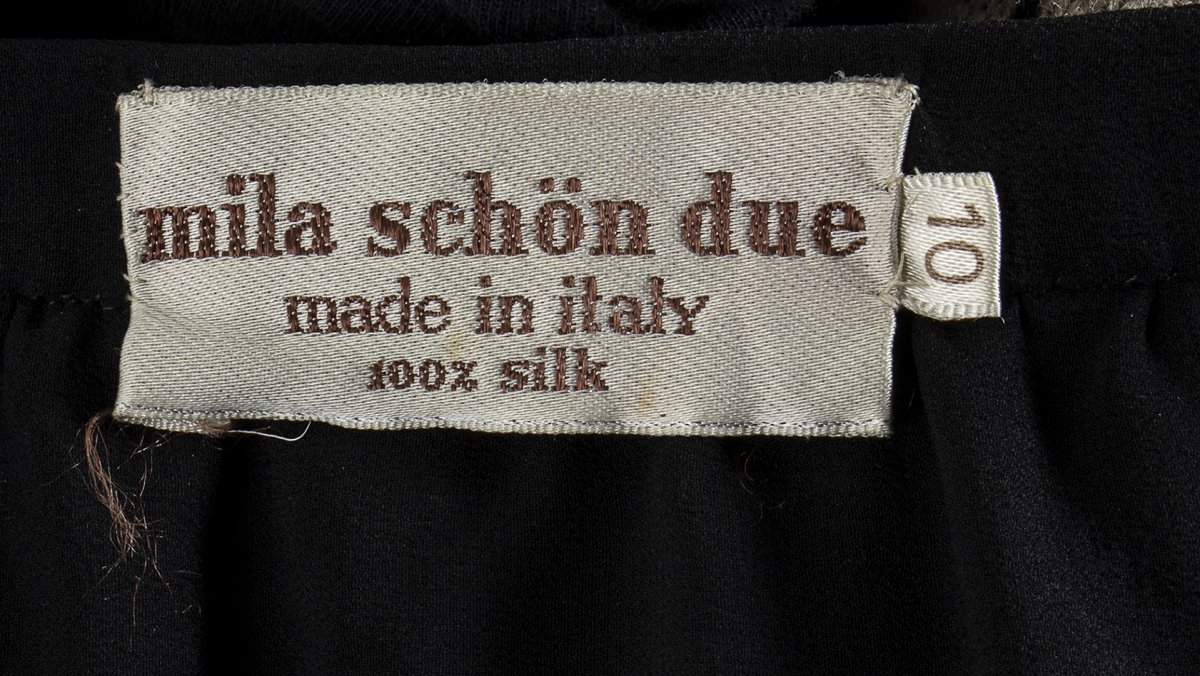 mila schön due
made in italy
100% silk
10